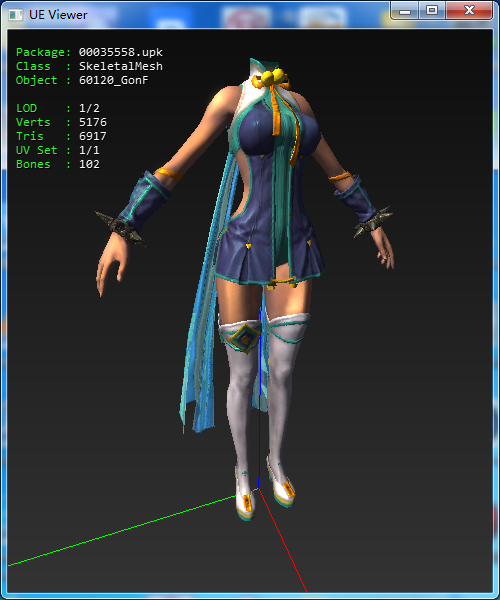 UE Viewer
Package: 00035558.upk
Class  : SkeletalMesh
Object : 60120_GonF
LOD    : 1/2
Verts  : 5176
Tris   : 6917
UV Set : 1/1
Bones  : 102